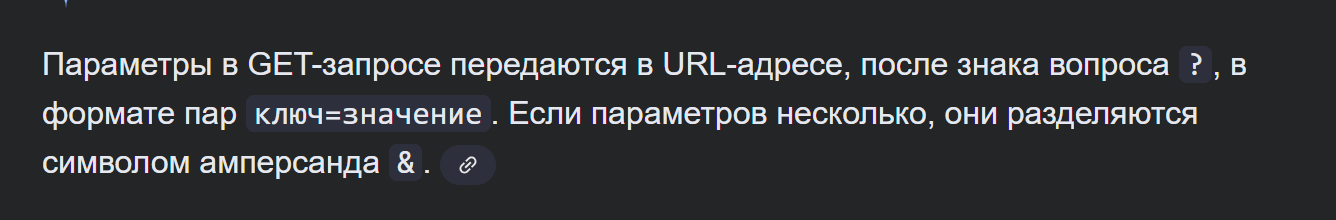 Параметры в GET-запросе передаются в URL-адресе, после знака вопроса ?, в
формате пар ключ=значение. Если параметров несколько, они разделяются
символом амперсанда &.